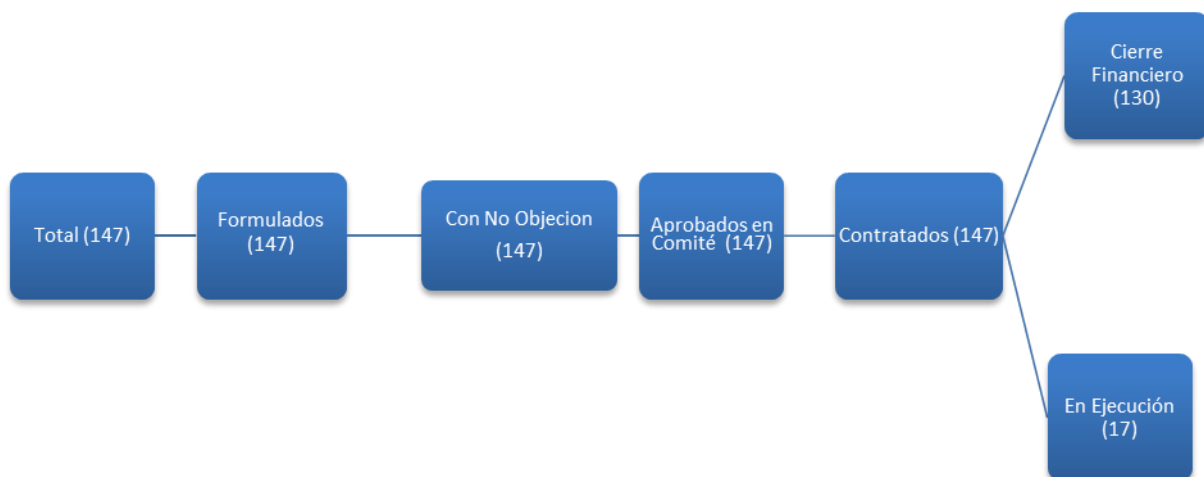 Total (147)
Formulados
(147)
Con No Objecion
(147)
Aprobados en
Comité (147)
Contratados (147)
Cierre
Financiero
(130)
En Ejecución
(17)